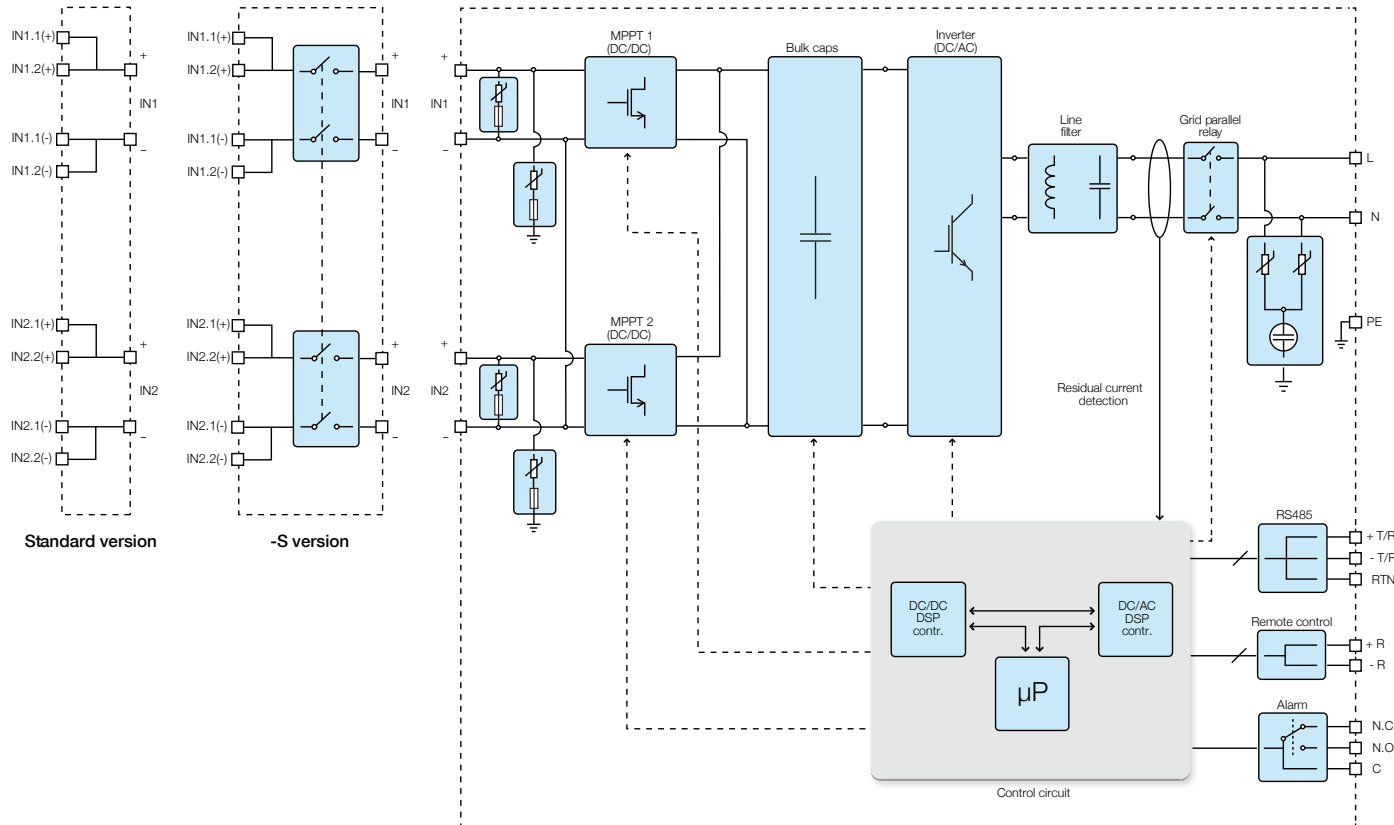 IN1.1(+)
IN1.2(+)
+
IN1
IN1.1(-)
−
IN1.2(-)
IN2.1(+)
IN2.2(+)
+
IN2
IN2.1(-)
−
IN2.2(-)
Standard version
IN1.1(+)
IN1.2(+)
+
IN1
IN1.1(-)
−
IN1.2(-)
IN2.1(+)
IN2.2(+)
+
IN2
IN2.1(-)
−
IN2.2(-)
-S version
+
IN1
−
+
IN2
−
MPPT 1
(DC/DC)
MPPT 2
(DC/DC)
Bulk caps
Inverter
(DC/AC)
Line
filter
Grid parallel
relay
L
N
PE
Residual current
detection
DC/DC
DSP
contr.
DC/AC
DSP
contr.
µP
Control circuit
RS485
+ T/R
- T/R
RTN
Remote control
+ R
- R
Alarm
N.C
N.O
C